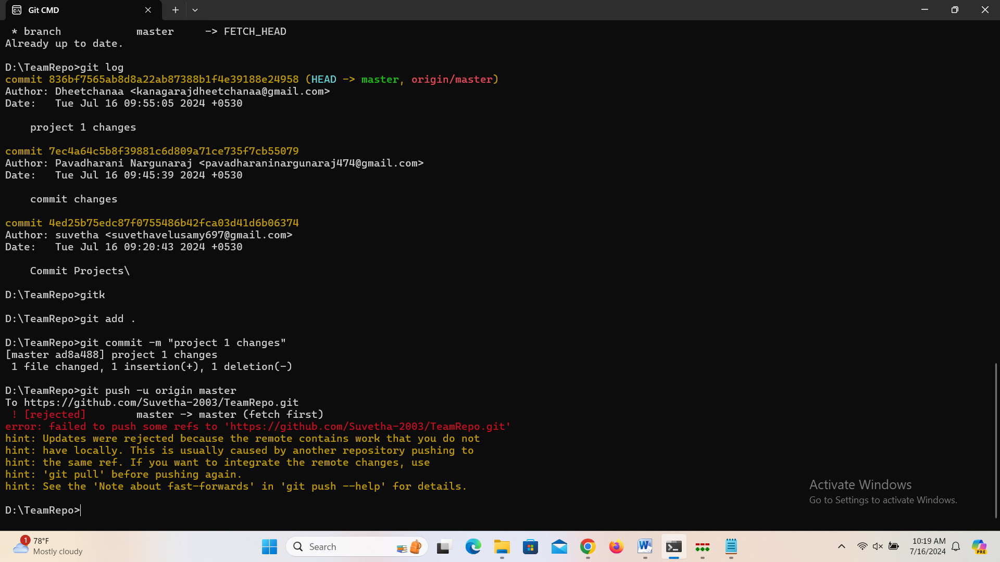 Git CMD
* branch            master     -> FETCH_HEAD
Already up to date.
D:\TeamRepo>git log
commit 836bf7565ab8d8a22ab87388b1f4e39188e24958 (HEAD -> master, origin/master)
Author: Dheetchanaa <kanagarajdheetchanaa@gmail.com>
Date:   Tue Jul 16 09:55:05 2024 +0530
project 1 changes
commit 7ec4a64c5b8f39881c6d809a71ce735f7cb55079
Author: Pavadharani Nargunaraj <pavadharaninargunaraj474@gmail.com>
Date:   Tue Jul 16 09:45:39 2024 +0530
commit changes
commit 4ed25b75edc87f0755486b42fca03d41d6b06374
Author: suvetha <suvethavelusamy697@gmail.com>
Date:   Tue Jul 16 09:20:43 2024 +0530
Commit Projects\
D:\TeamRepo>gitk
D:\TeamRepo>git add .
D:\TeamRepo>git commit -m "project 1 changes"
[master ad8a488] project 1 changes
1 file changed, 1 insertion(+), 1 deletion(-)
D:\TeamRepo>git push -u origin master
To https://github.com/Suvetha-2003/TeamRepo.git
! [rejected]        master -> master (fetch first)
error: failed to push some refs to 'https://github.com/Suvetha-2003/TeamRepo.git'
hint: Updates were rejected because the remote contains work that you do not
hint: have locally. This is usually caused by another repository pushing to
hint: the same ref. If you want to integrate the remote changes, use
hint: 'git pull' before pushing again.
hint: See the 'Note about fast-forwards' in 'git push --help' for details.
Activate Windows
Go to Settings to activate Windows.
D:\TeamRepo>
1
78°F
Mostly cloudy
Search
10:19 AM
7/16/2024
PRE